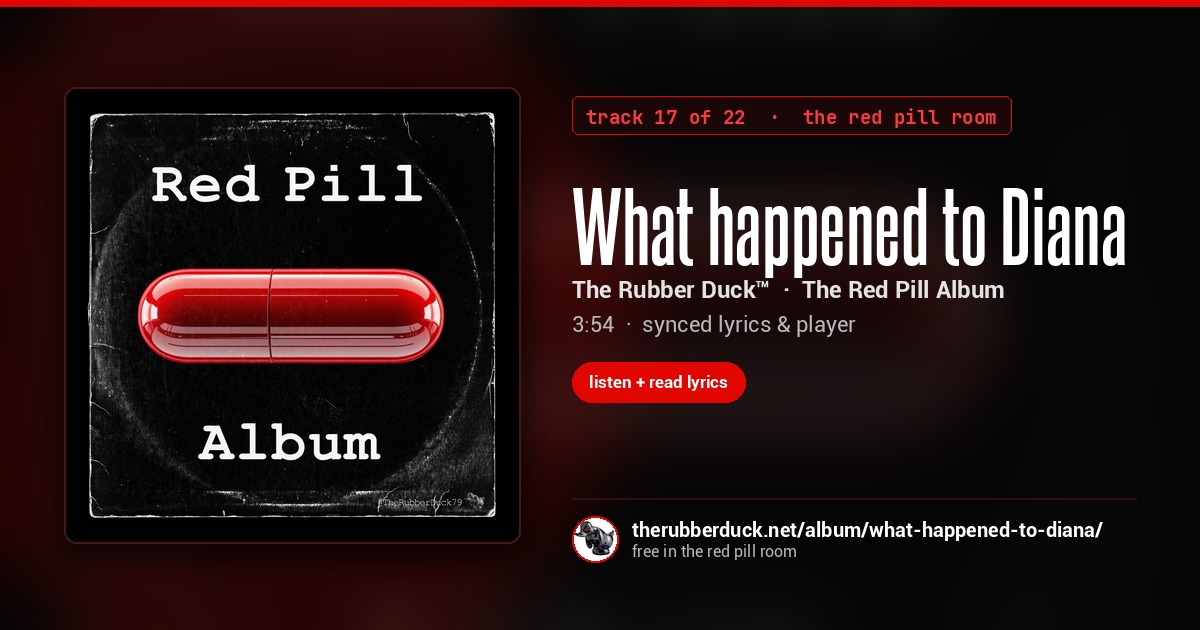 Red Pill
Album
#TheRubberDuck79
track 17 of 22 · the red pill room
What happened to Diana
The Rubber Duck™ · The Red Pill Album
3:54 · synced lyrics & player
listen + read lyrics
therubberduck.net/album/what-happened-to-diana/
free in the red pill room